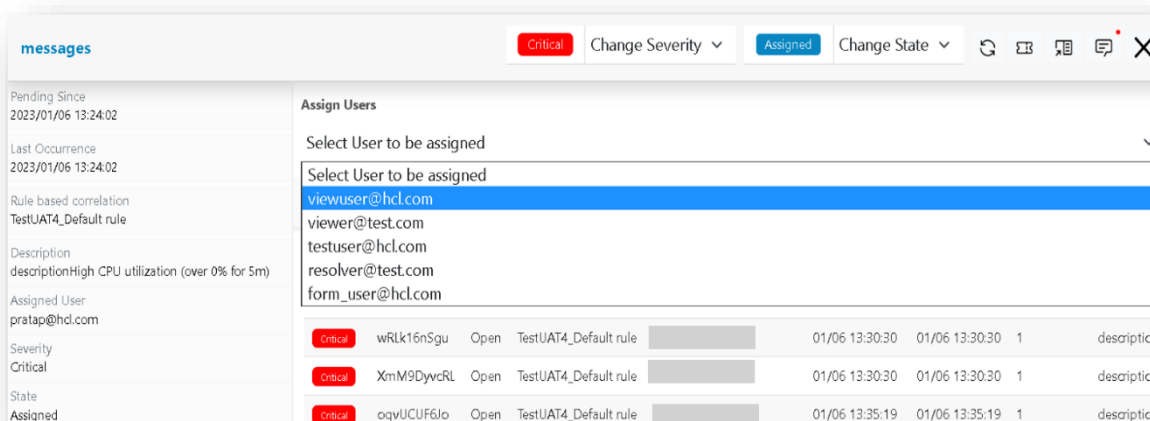 messages
Critical Change Severity Assigned Change State
Pending Since
2023/01/06 13:24:02
Last Occurrence
2023/01/06 13:24:02
Rule based correlation
TestUAT4_Default rule
Description
descriptionHigh CPU utilization (over 0% for 5m)
Assigned User
pratap@hcl.com
Severity
Critical
State
Assigned
Assign Users
Select User to be assigned
Select User to be assigned
viewuser@hcl.com
viewer@test.com
testuser@hcl.com
resolver@test.com
form_user@hcl.com
Critical wRLk16nSgu Open TestUAT4_Default rule 01/06 13:30:30 01/06 13:30:30 1 descriptic
Critical XmM9DyvcRL Open TestUAT4_Default rule 01/06 13:30:30 01/06 13:30:30 1 descriptic
Critical oqvUCUF6Jo Open TestUAT4_Default rule 01/06 13:35:19 01/06 13:35:19 1 descriptic